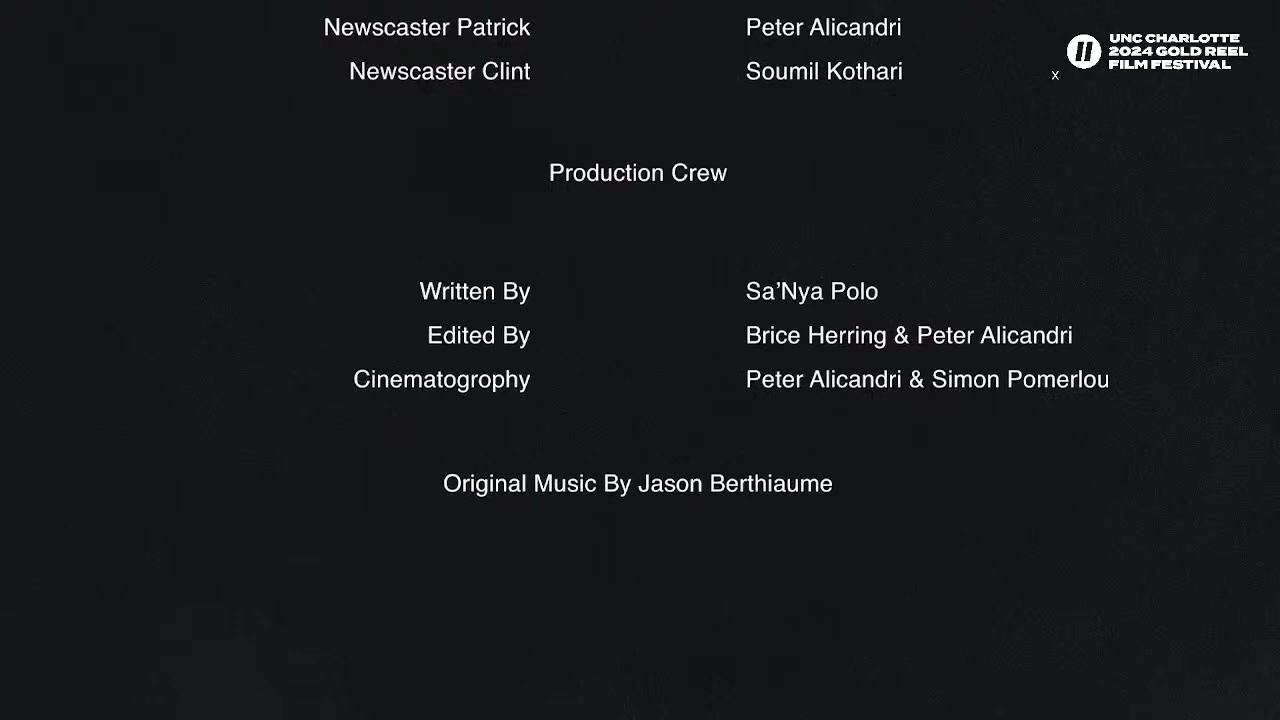 Newscaster Patrick Peter Alicandri
Newscaster Clint Soumil Kothari
x
UNC CHARLOTTE
2024 GOLD REEL
FILM FESTIVAL
Production Crew
Written By Sa’Nya Polo
Edited By Brice Herring & Peter Alicandri
Cinematogrophy Peter Alicandri & Simon Pomerlou
Original Music By Jason Berthiaume